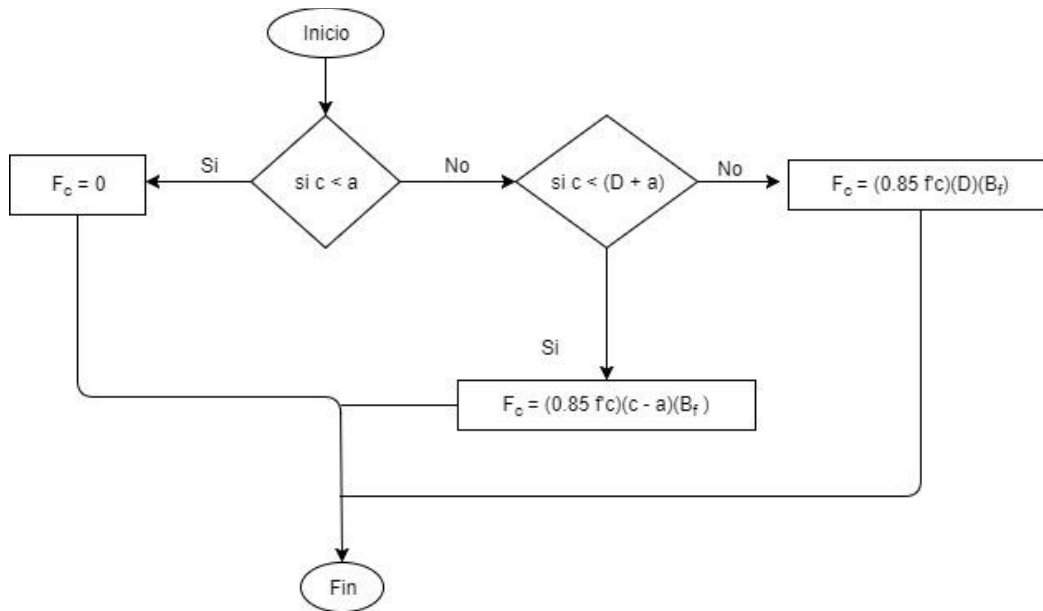 Inicio
Si
No
No
F_c = 0
si c < a
si c < (D + a)
F_c = (0.85 f'c)(D)(B_f)
Si
F_c = (0.85 f'c)(c - a)(B_f )
Fin